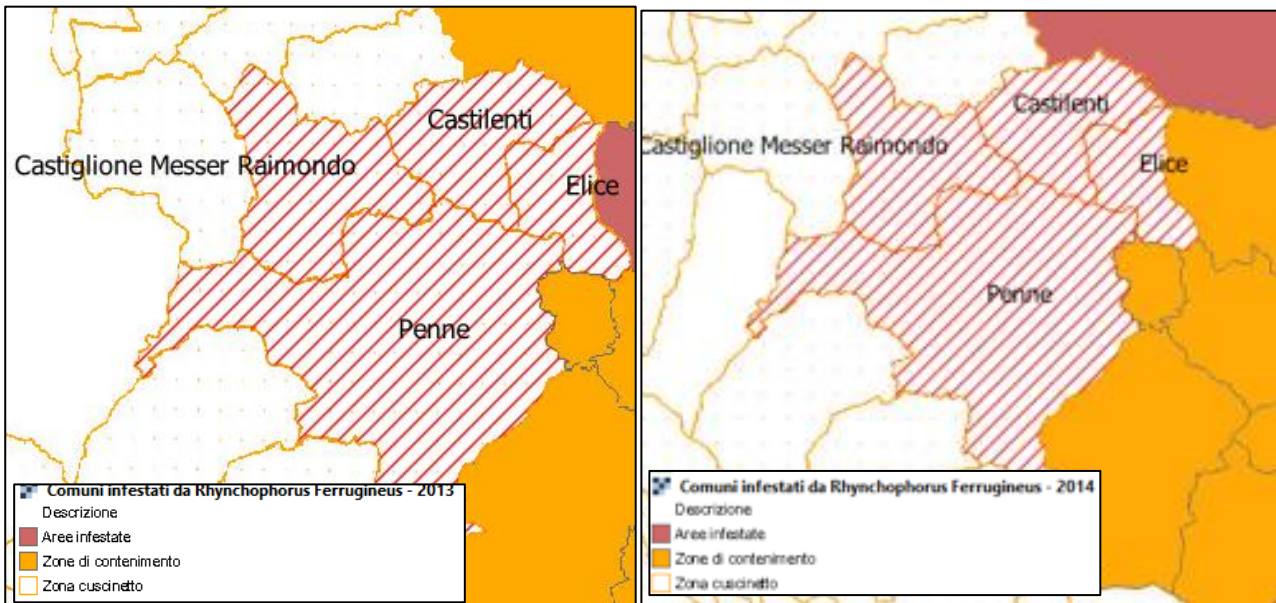 Castilenti
Castiglione Messer Raimondo
Elice
Penne
Comuni infestati da Rhynchophorus Ferrugineus - 2013
Descrizione
Aree infestate
Zone di contenimento
Zona cuscinetto
Castilenti
Castiglione Messer Raimondo
Elice
Penne
Comuni infestati da Rhynchophorus Ferrugineus - 2014
Descrizione
Aree infestate
Zone di contenimento
Zona cuscinetto